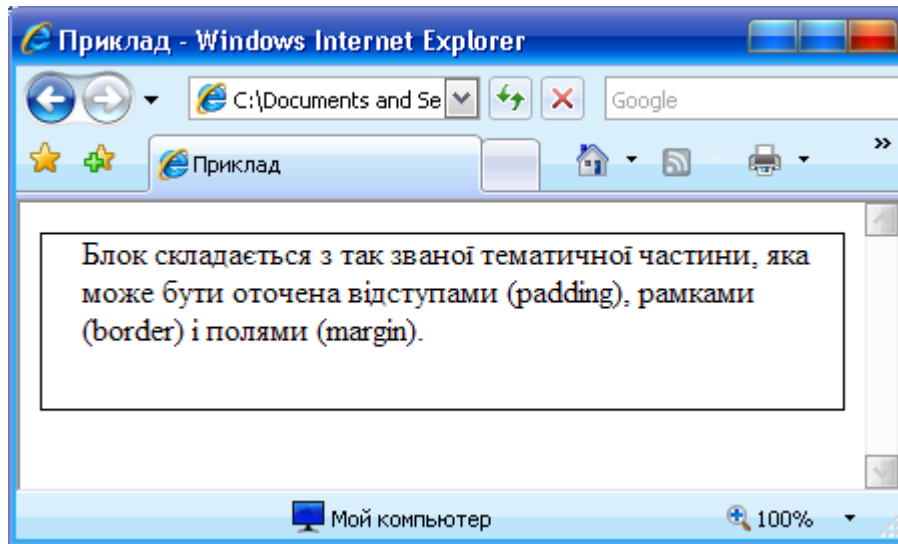 Приклад - Windows Internet Explorer
C:\Documents and Se
Google
Приклад
»
Блок складається з так званої тематичної частини, яка
може бути оточена відступами (padding), рамками
(border) і полями (margin).
Мой компьютер
100%